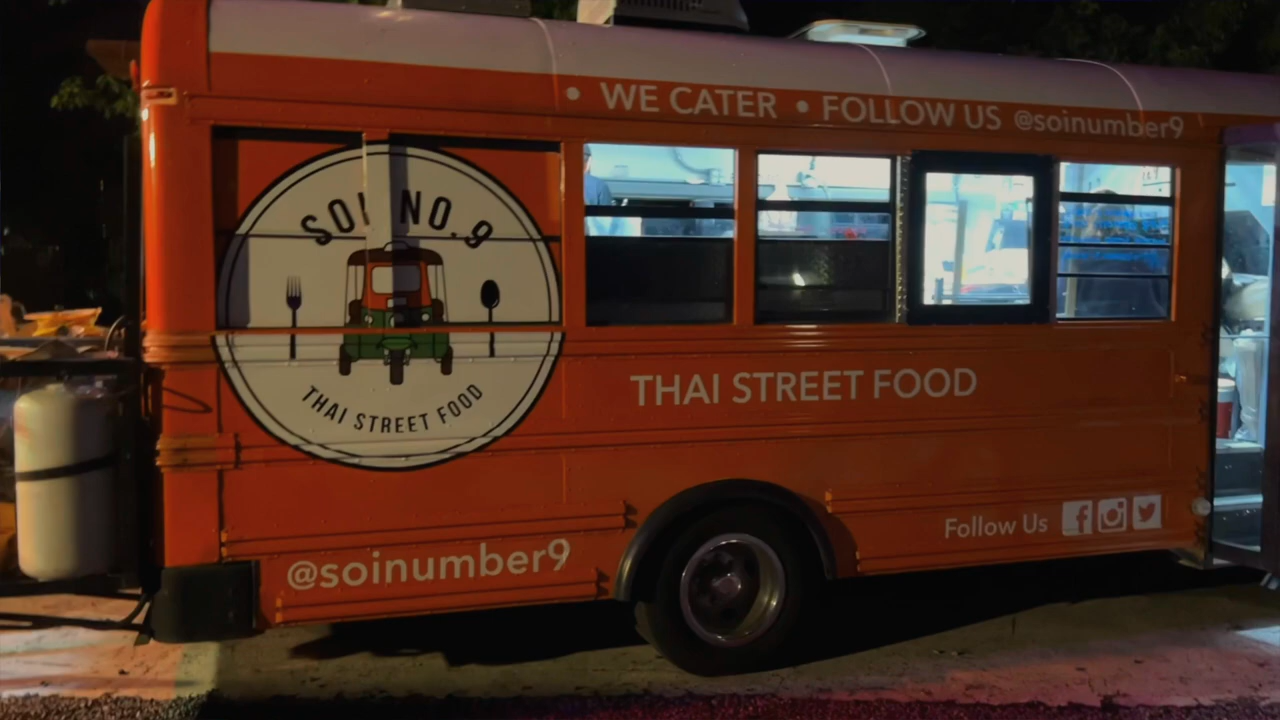 • WE CATER • FOLLOW US @soinumber9
SOI NO.9
THAI STREET FOOD
THAI STREET FOOD
Follow Us
@soinumber9